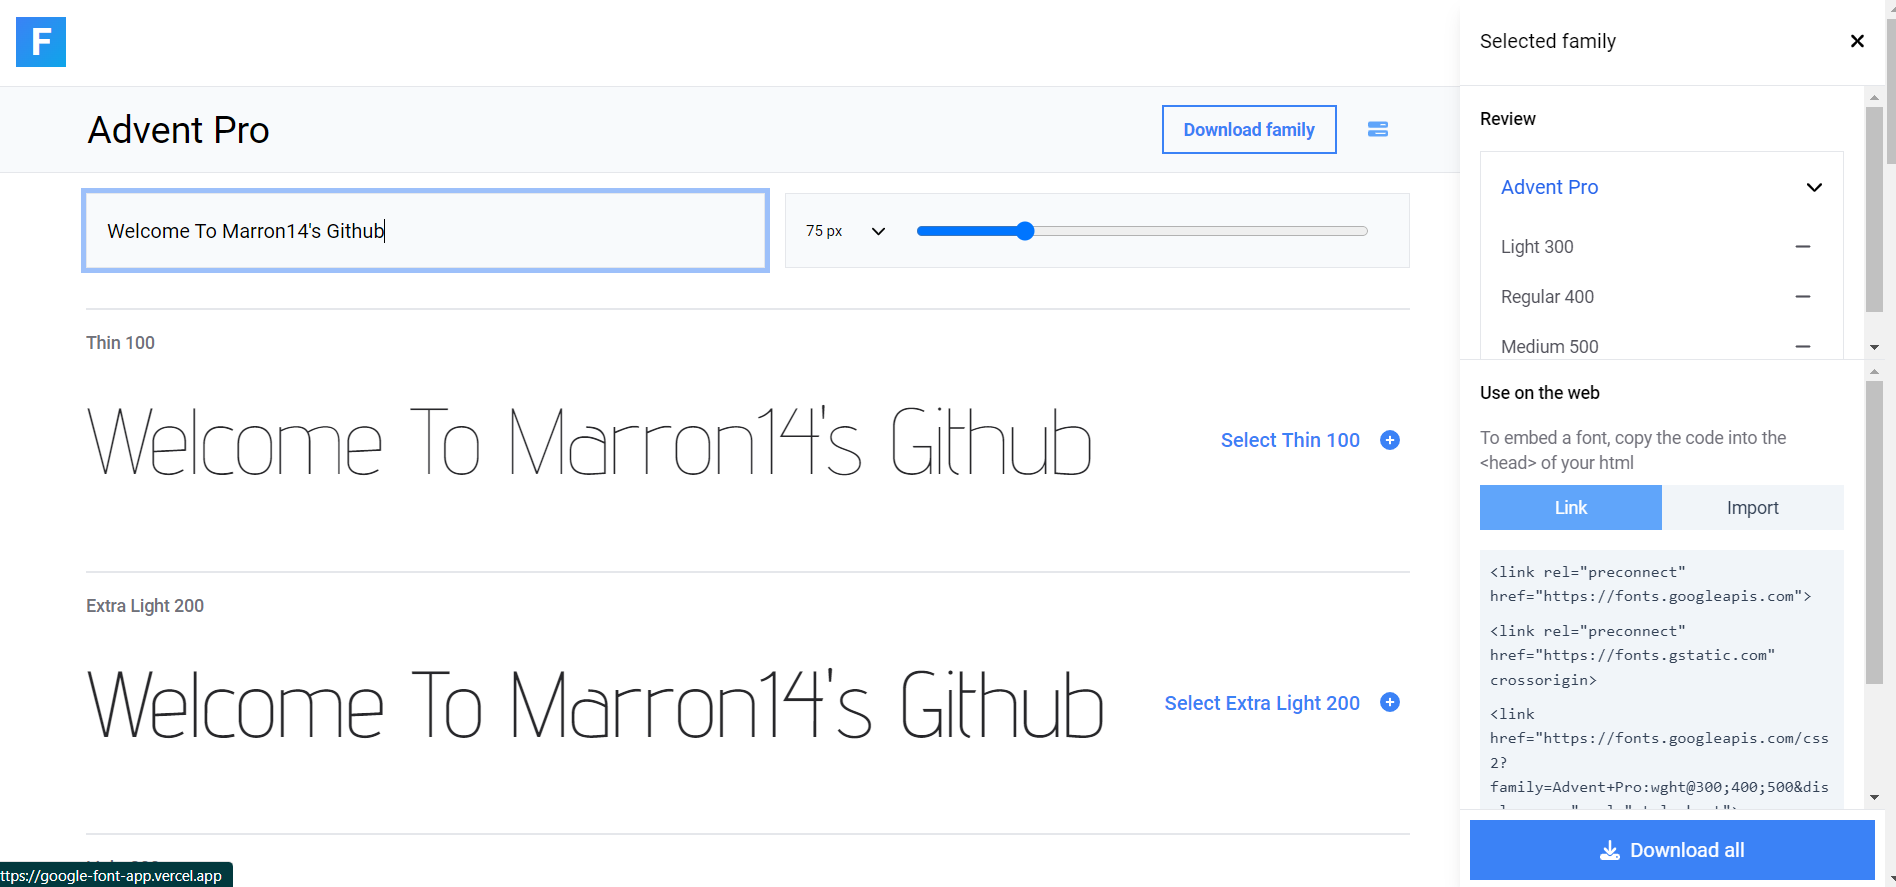 F
Advent Pro
Download family
Welcome To Marron14's Github
75 px
Thin 100
Welcome To Marron14's Github
Select Thin 100
Extra Light 200
Welcome To Marron14's Github
Select Extra Light 200
ttps://google-font-app.vercel.app
Selected family
Review
Advent Pro
Light 300
Regular 400
Medium 500
Use on the web
To embed a font, copy the code into the
<head> of your html
Link
Import
<link rel="preconnect"
href="https://fonts.googleapis.com">
<link rel="preconnect"
href="https://fonts.gstatic.com"
crossorigin>
<link
href="https://fonts.googleapis.com/css
2?
family=Advent+Pro:wght@300;400;500&dis
Download all